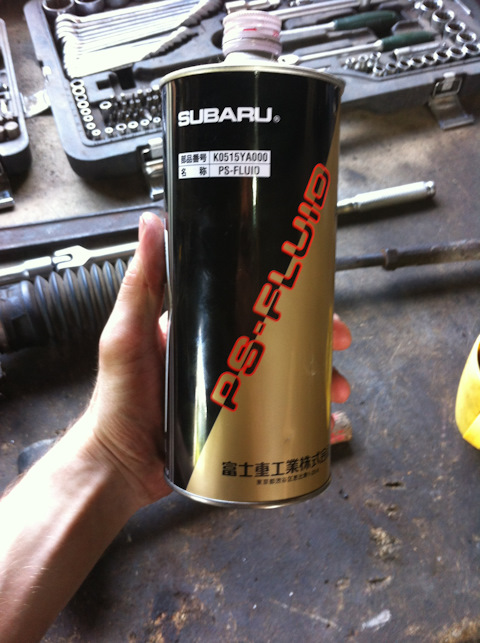 SUBARU®
部品番号 K0515YA000
名 称 PS-FLUID
PS-FLUID
富士重工業株式会